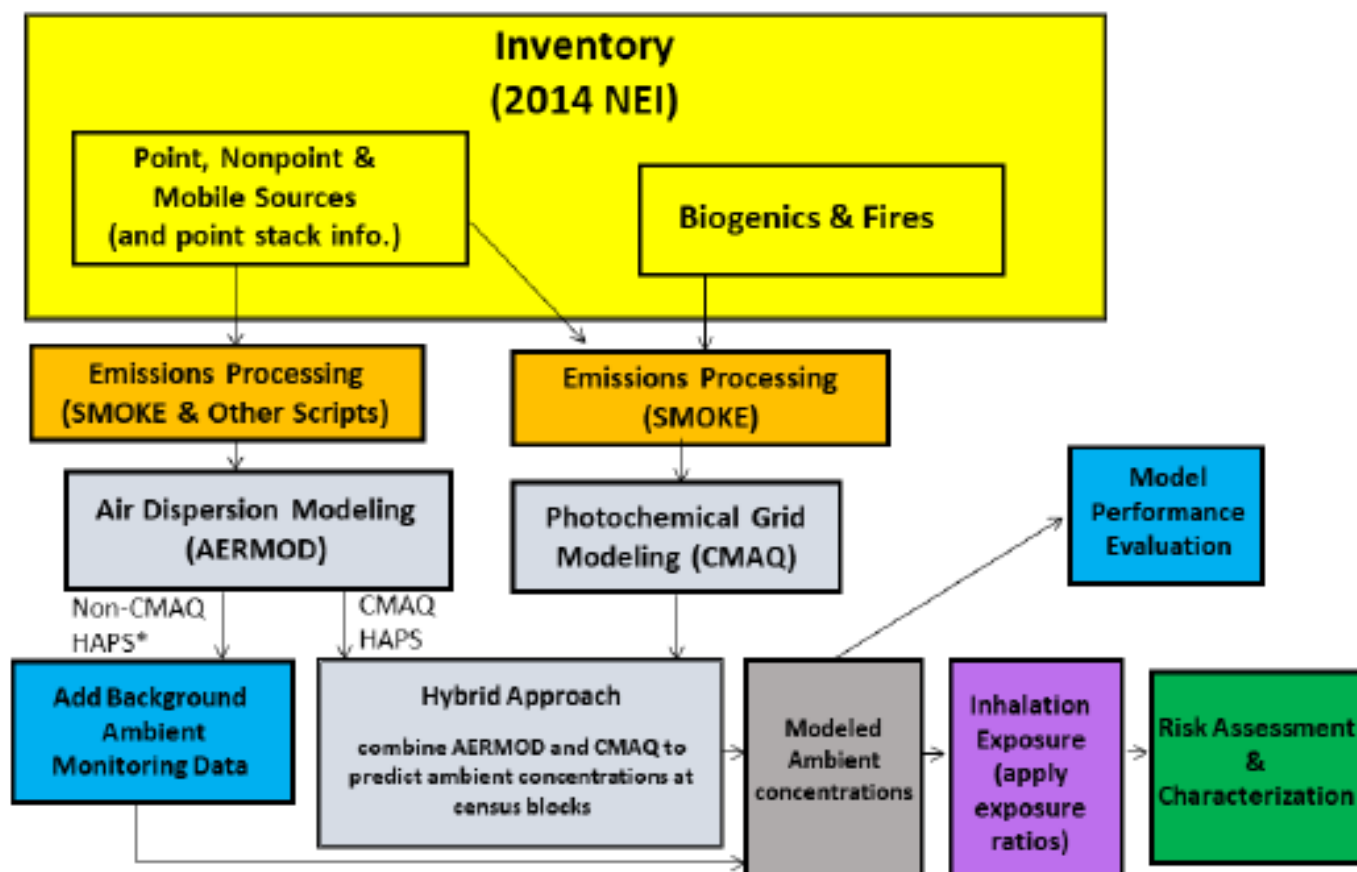 Inventory
(2014 NEI)
Point, Nonpoint &
Mobile Sources
(and point stack info.)
Biogenics & Fires
Emissions Processing
(SMOKE & Other Scripts)
Emissions Processing
(SMOKE)
Air Dispersion Modeling
(AERMOD)
Photochemical Grid
Modeling (CMAQ)
Model
Performance
Evaluation
Non-CMAQ
HAPS*
CMAQ
HAPS
Add Background
Ambient
Monitoring Data
Hybrid Approach
combine AERMOD and CMAQ to
predict ambient concentrations at
census blocks
Modeled
Ambient
concentrations
Inhalation
Exposure
(apply
exposure
ratios)
Risk Assessment
&
Characterization